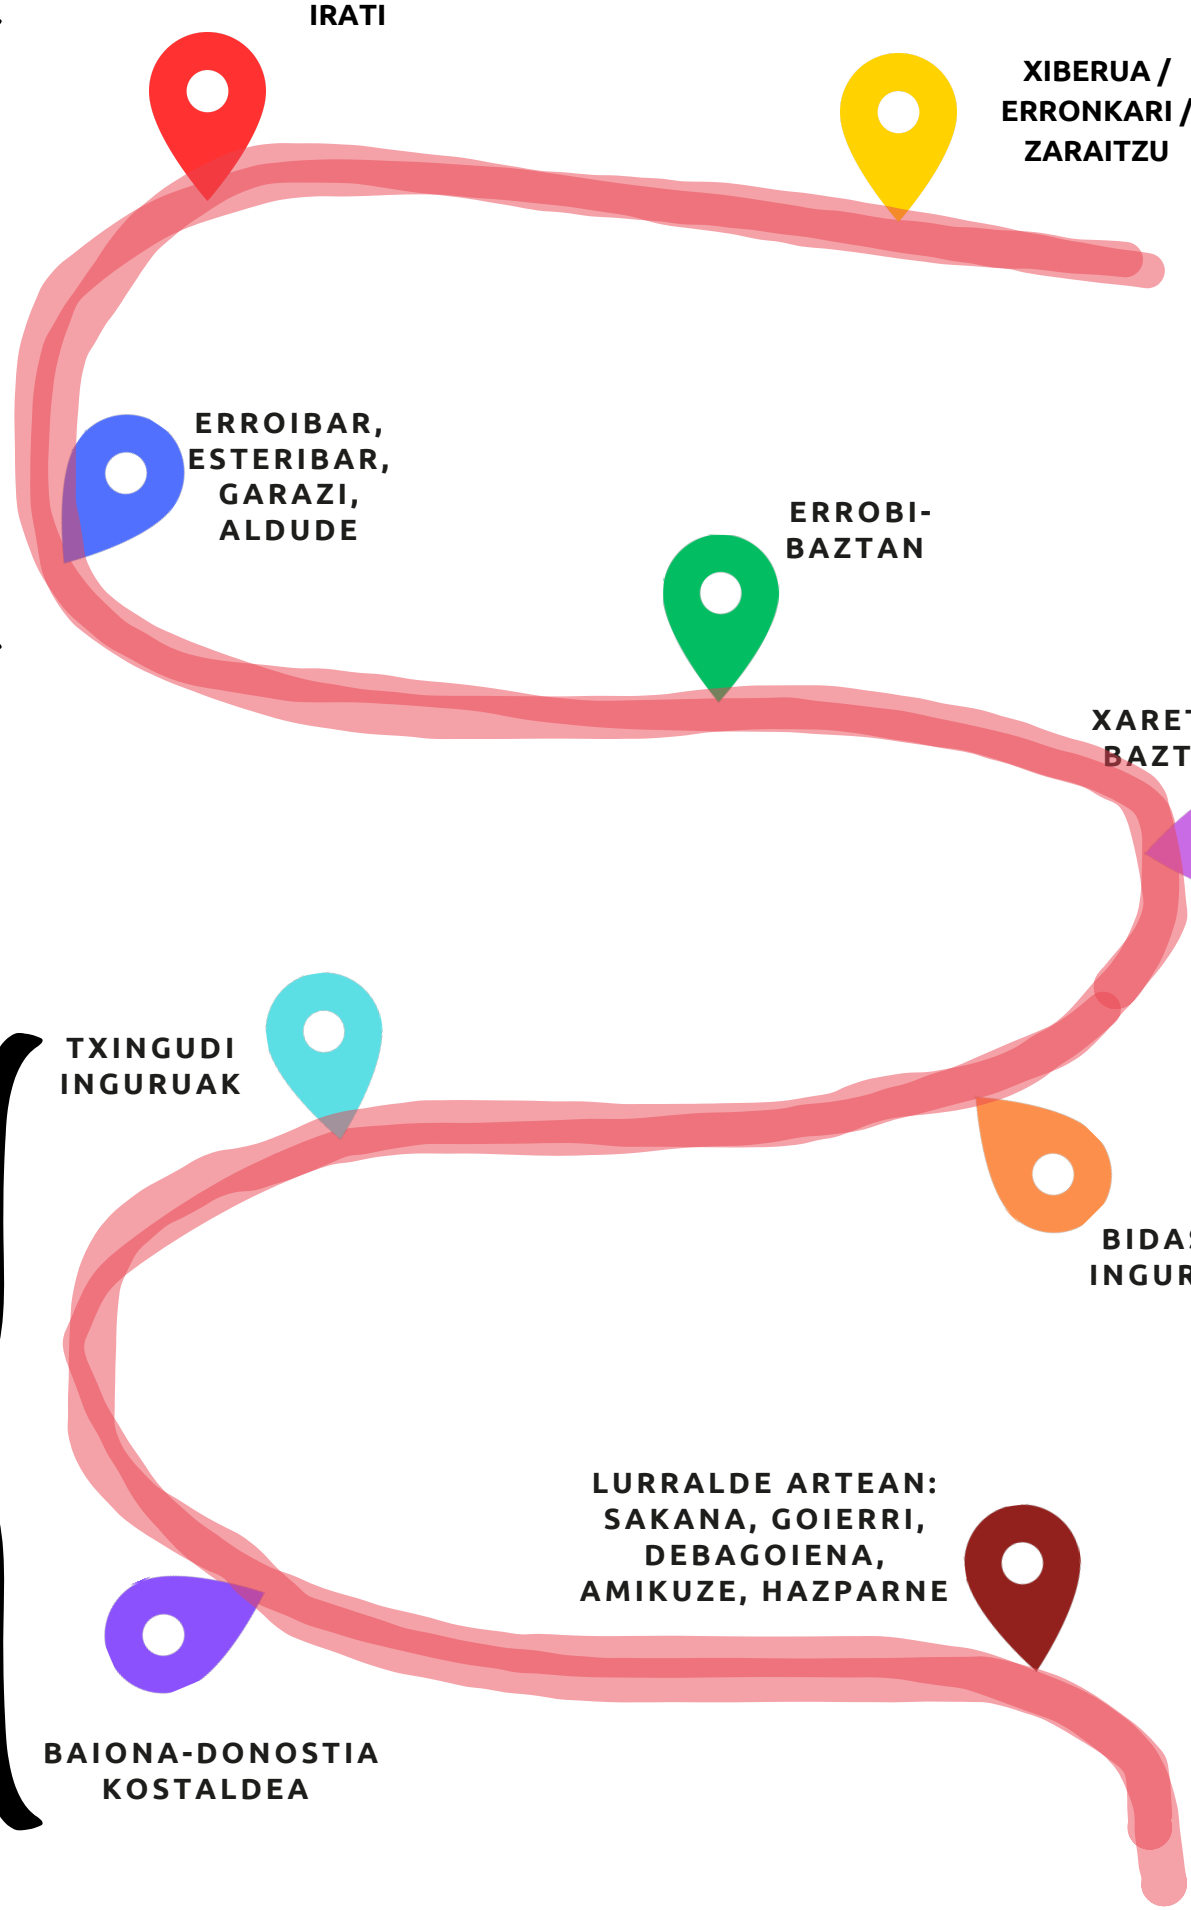 IRATI
XIBERUA /
ERRONKARI /
ZARAITZU
ERROIBAR,
ESTERIBAR,
GARAZI,
ALDUDE
ERROBI-
BAZTAN
TXINGUDI
INGURUAK
LURRALDE ARTEAN:
SAKANA, GOIERRI,
DEBAGOIENA,
AMIKUZE, HAZPARNE
BAIONA-DONOSTIA
KOSTALDEA